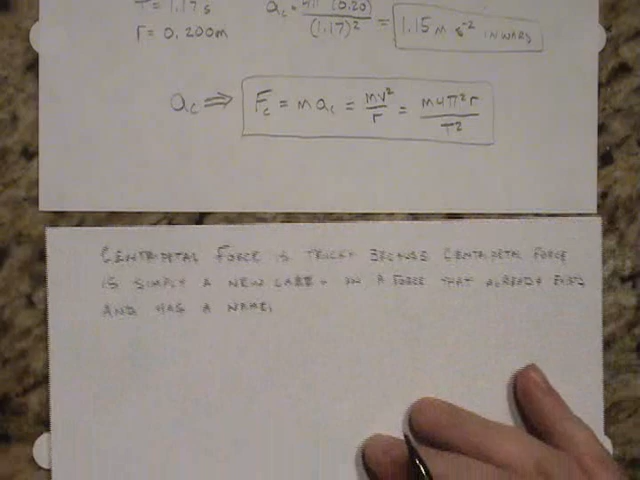 T = 1.17 s
a_c = 4π²(0.20) / (1.17)² = 1.15 m s⁻² INWARD
r = 0.200m
a_c ⇒ F_c = m a_c = mv²/r = m4π²r/T²
CENTRIPETAL FORCE IS TRICKY BECAUSE CENTRIPETAL FORCE
IS SIMPLY A NEW LABEL ON A FORCE THAT ALREADY EXISTS
AND HAS A NAME.